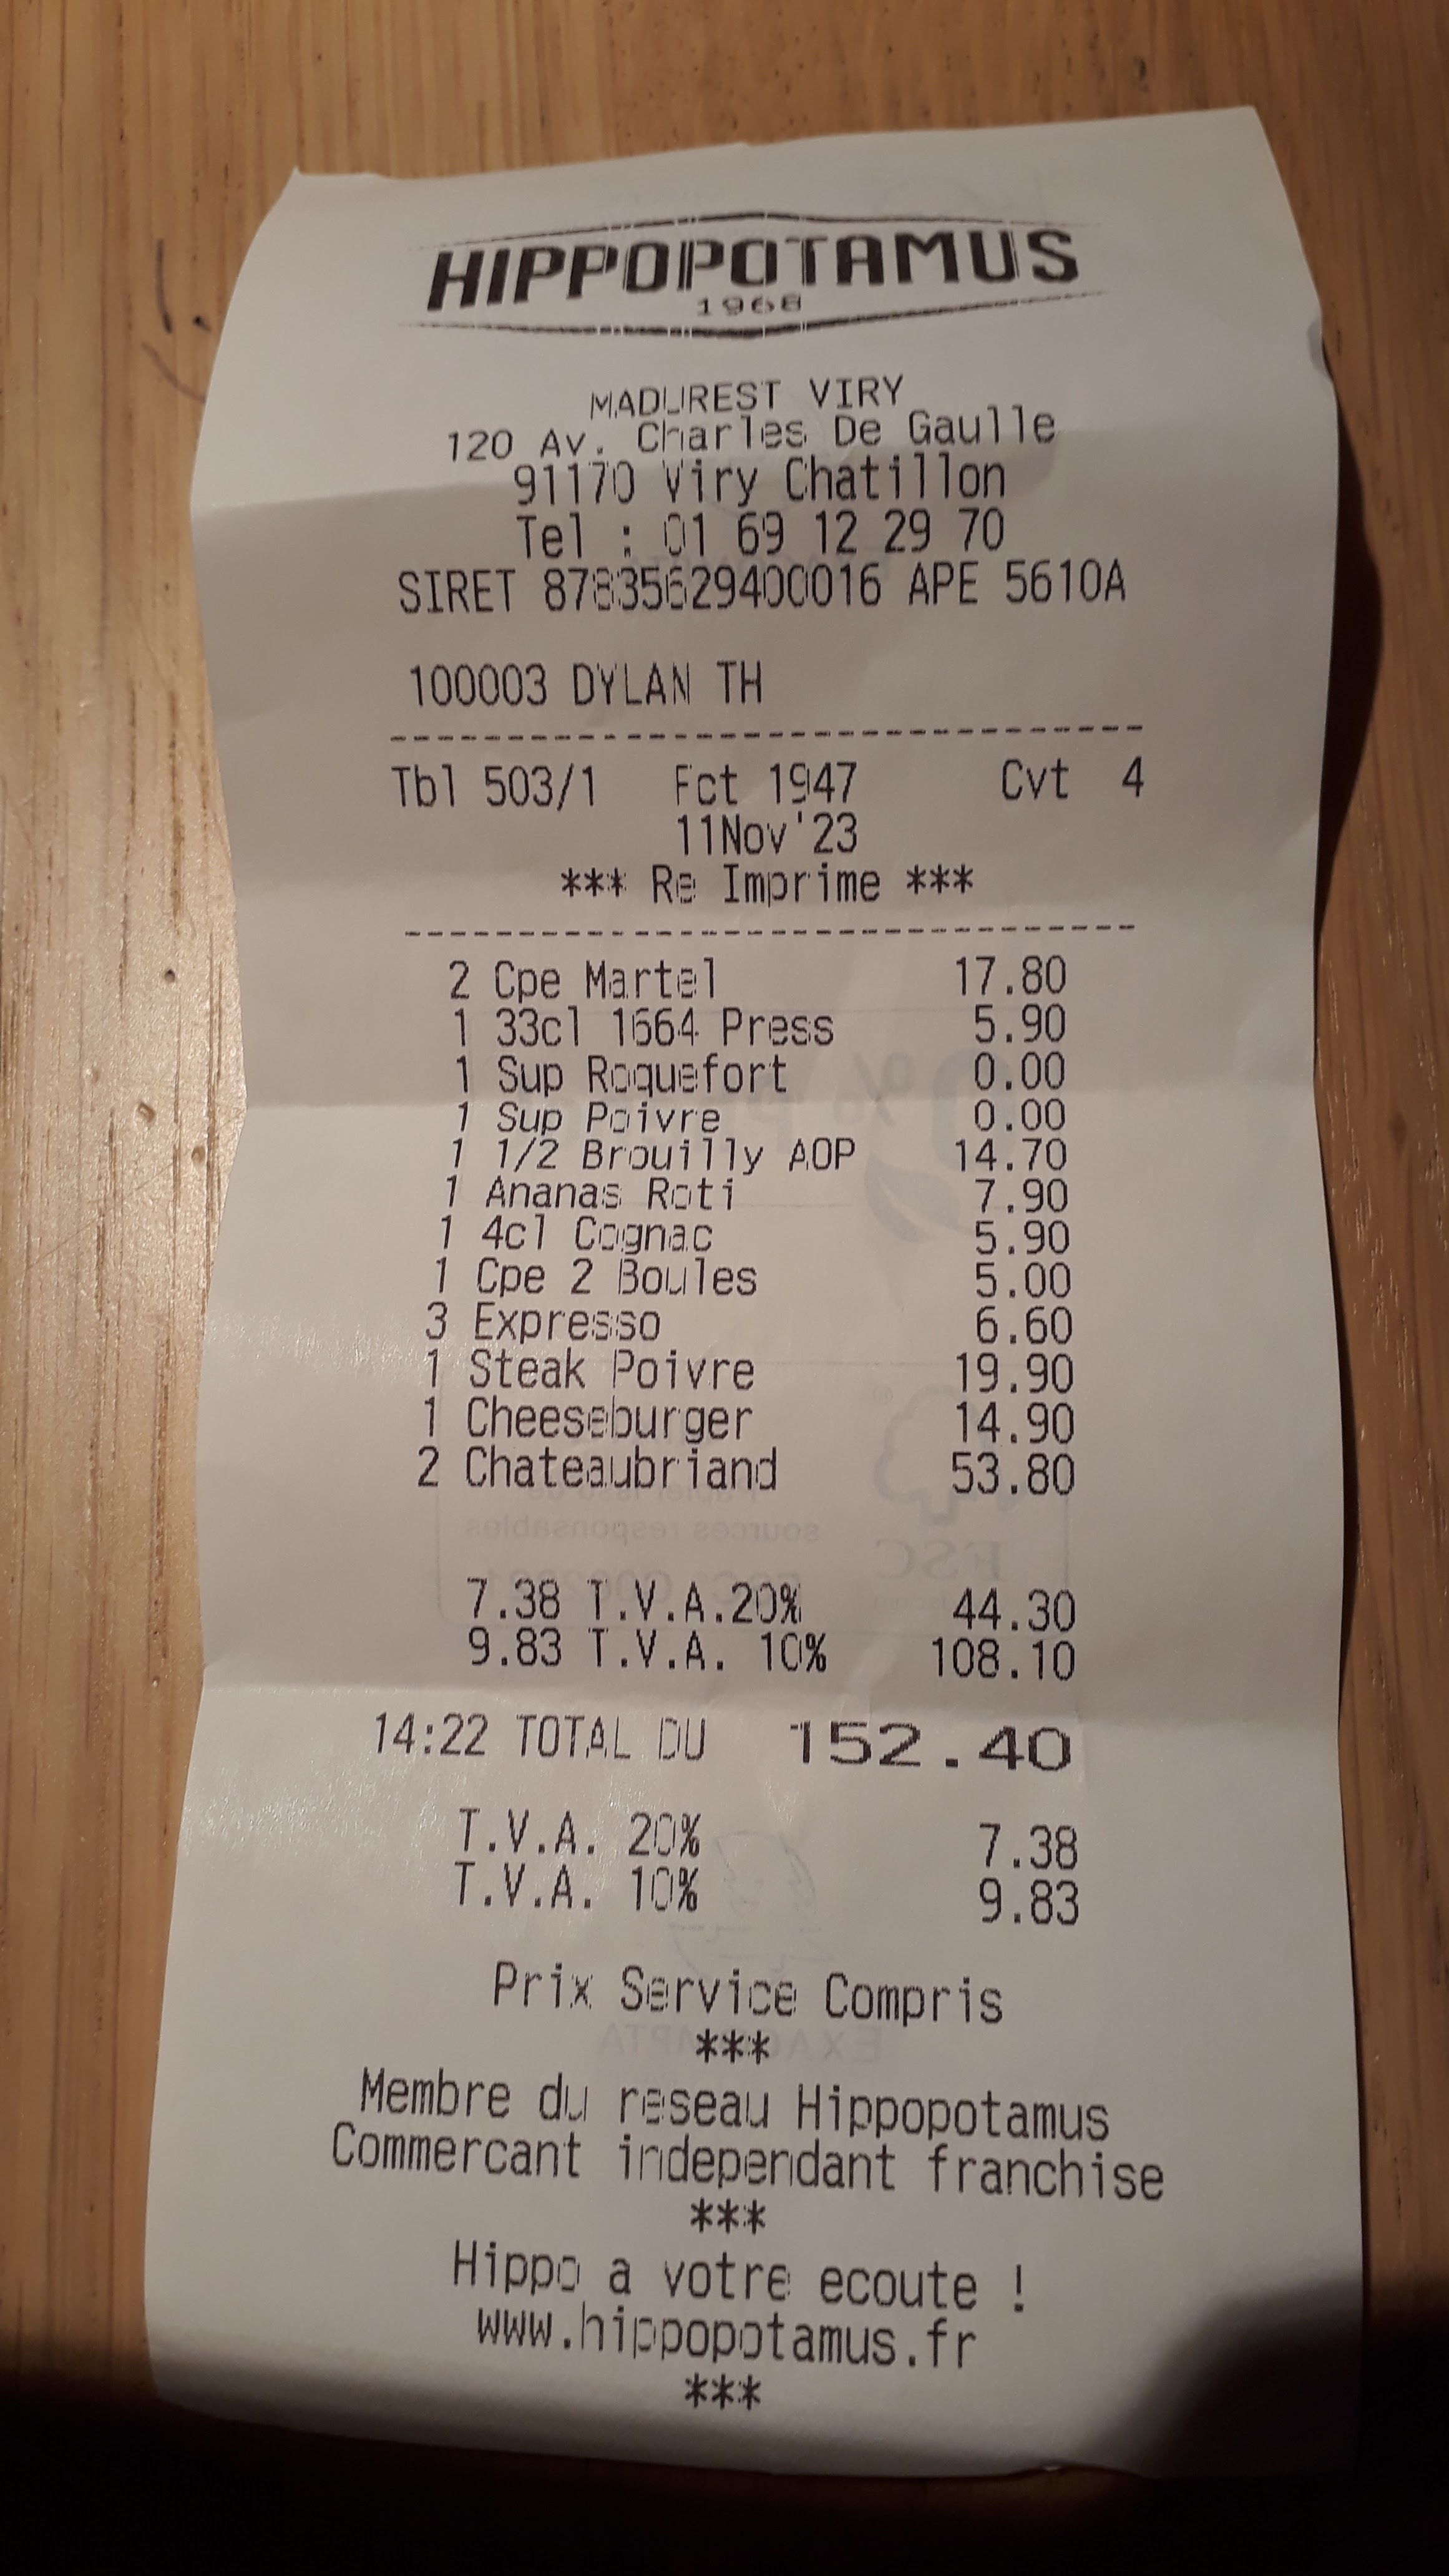 HIPPOPOTAMUS
1968
MADUREST VIRY
120 Av. Charles De Gaulle
91170 Viry Chatillon
Tel : 01 69 12 29 70
SIRET 87835629400016 APE 5610A
100003 DYLAN TH
--------------------------------
Tbl 503/1 Fct 1947 Cvt 4
11Nov'23
*** Re Imprime ***
--------------------------------
2 Cpe Martel 17.80
1 33cl 1664 Press 5.90
1 Sup Roquefort 0.00
1 Sup Poivre 0.00
1 1/2 Brouilly AOP 14.70
1 Ananas Roti 7.90
1 4cl Cognac 5.90
1 Cpe 2 Boules 5.00
3 Expresso 6.60
1 Steak Poivre 19.90
1 Cheeseburger 14.90
2 Chateaubriand 53.80
7.38 T.V.A.20% 44.30
9.83 T.V.A. 10% 108.10
14:22 TOTAL DU 152.40
T.V.A. 20% 7.38
T.V.A. 10% 9.83
Prix Service Compris
***
Membre du reseau Hippopotamus
Commercant independant franchise
***
Hippo a votre ecoute !
www.hippopotamus.fr
***